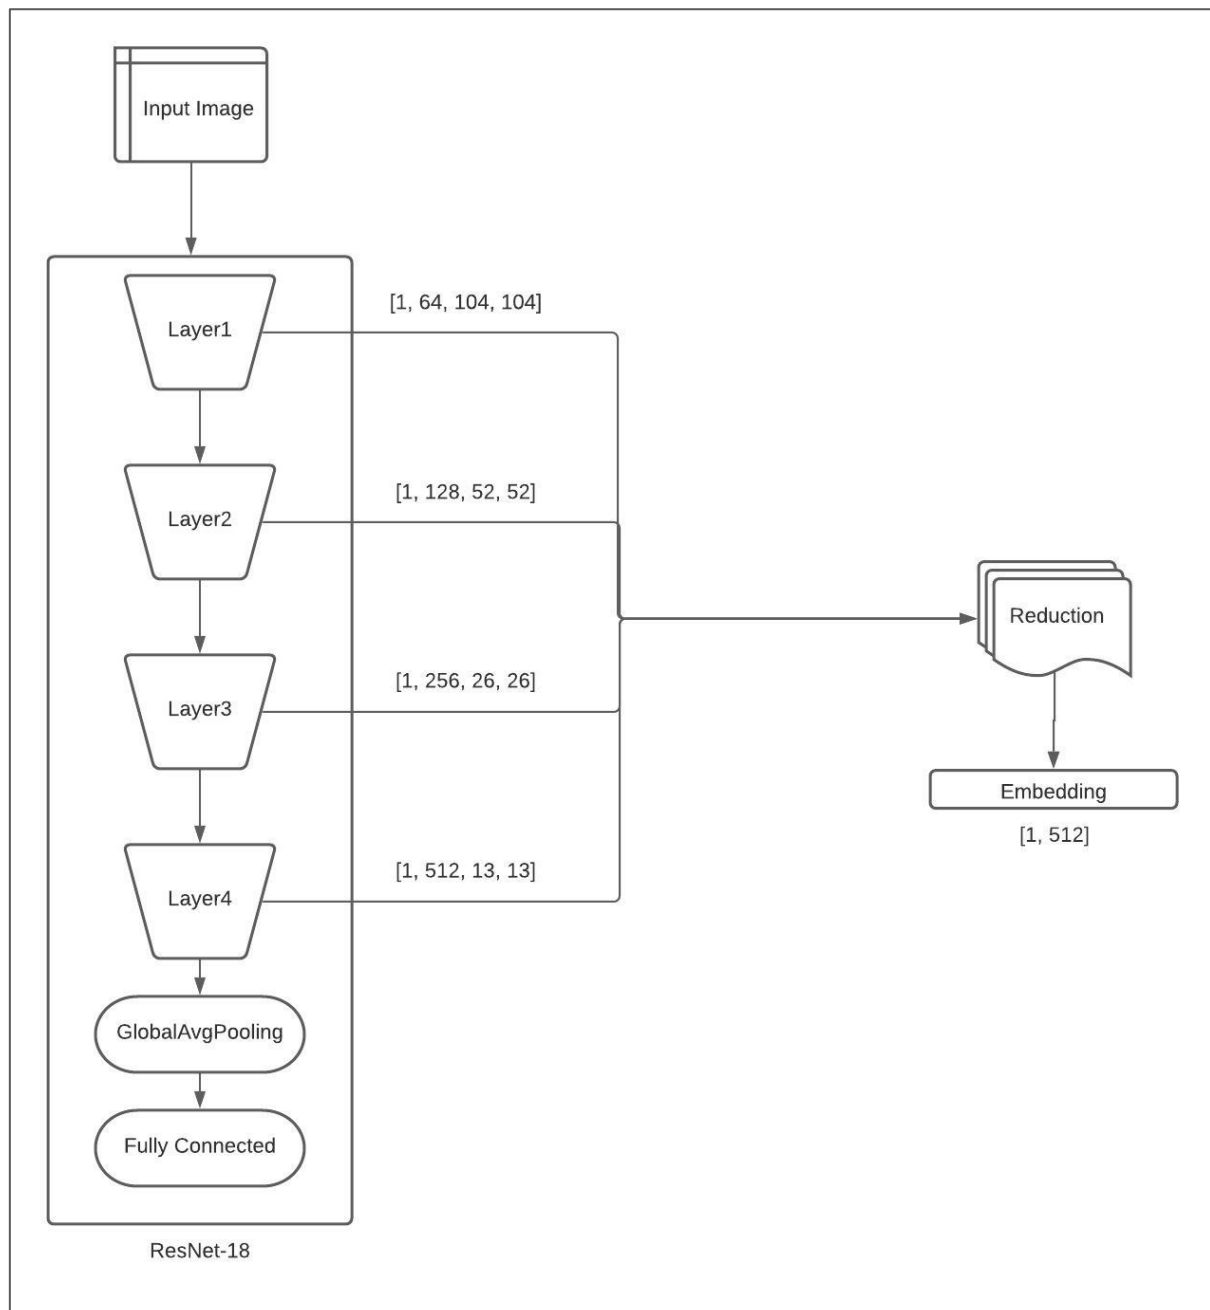 Input Image
Layer1
[1, 64, 104, 104]
Layer2
[1, 128, 52, 52]
Reduction
Layer3
[1, 256, 26, 26]
Embedding
[1, 512]
Layer4
[1, 512, 13, 13]
GlobalAvgPooling
Fully Connected
ResNet-18